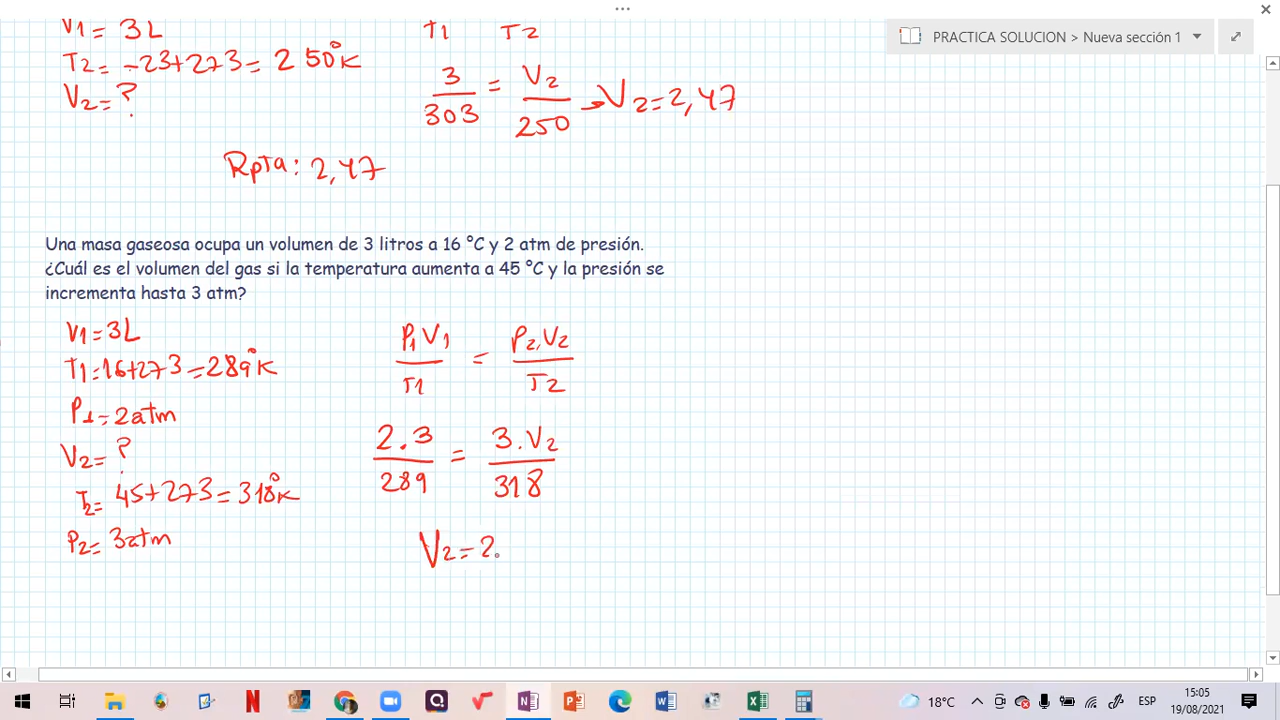 PRACTICA SOLUCION > Nueva sección 1
V1 = 3L
T1 T2
T2 = -23+273 = 250°K
3/303 = V2/250 → V2 = 2,47
V2 = ?
Rpta: 2,47
Una masa gaseosa ocupa un volumen de 3 litros a 16 °C y 2 atm de presión.
¿Cuál es el volumen del gas si la temperatura aumenta a 45 °C y la presión se
incrementa hasta 3 atm?
V1 = 3L
T1 = 16+273 = 289°K
P1 = 2atm
V2 = ?
T2 = 45+273 = 318°K
P2 = 3atm
P1 V1 / T1 = P2. V2 / T2
2.3 / 289 = 3.V2 / 318
V2 = 2.
18°C
ESP
19/08/2021